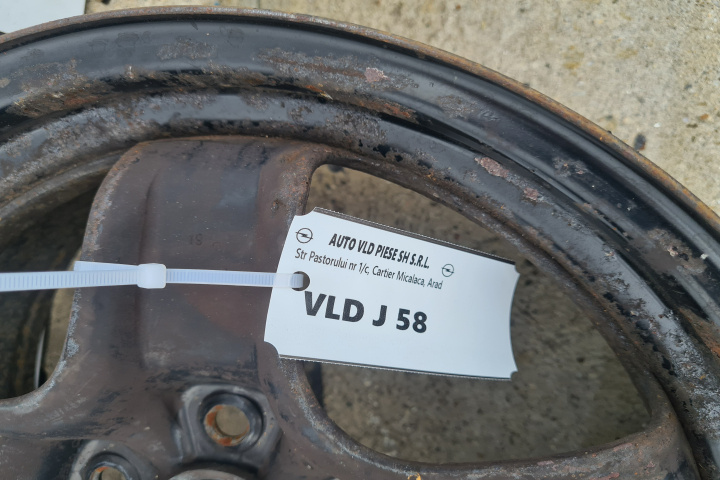 AUTO VLD PIESE SH S.R.L.
Str Pastorului nr 1/c, Cartier Micalaca, Arad
VLD J 58